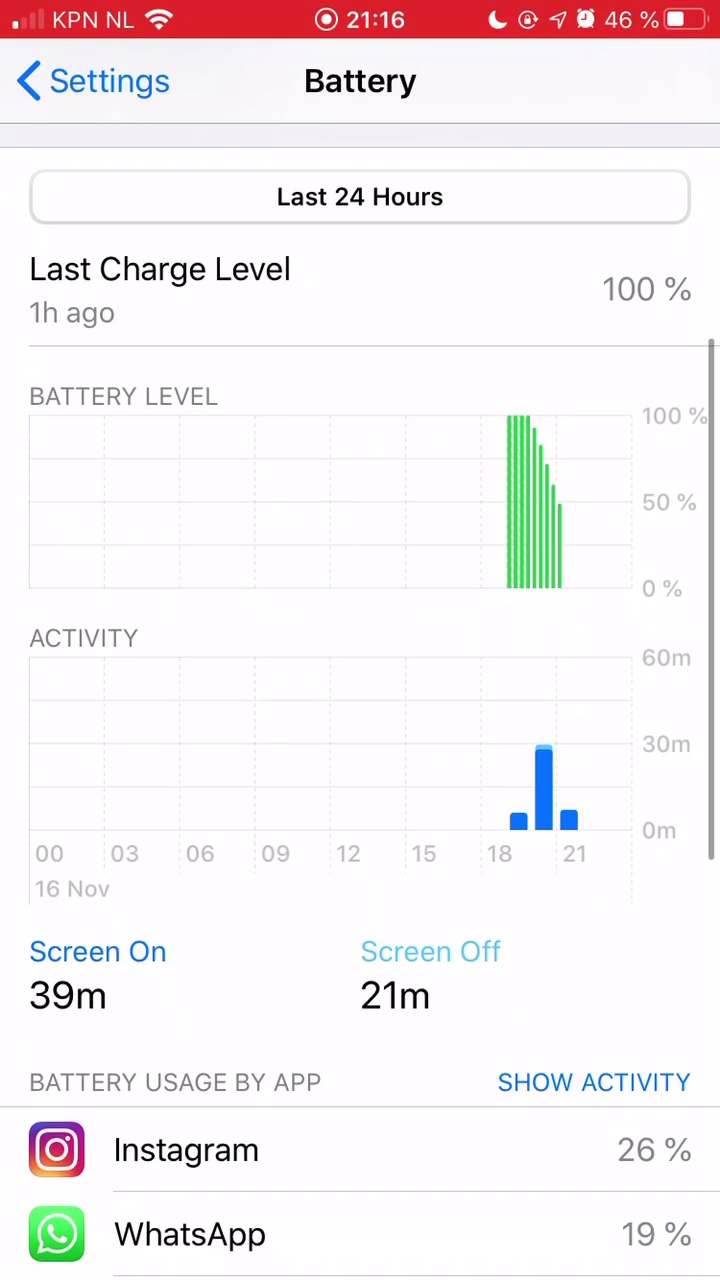 KPN NL 21:16 46 %
Settings Battery
Last 24 Hours
Last Charge Level
1h ago
100 %
BATTERY LEVEL
100 %
50 %
0 %
ACTIVITY
60m
30m
0m
00 03 06 09 12 15 18 21
16 Nov
Screen On Screen Off
39m 21m
BATTERY USAGE BY APP SHOW ACTIVITY
Instagram 26 %
WhatsApp 19 %